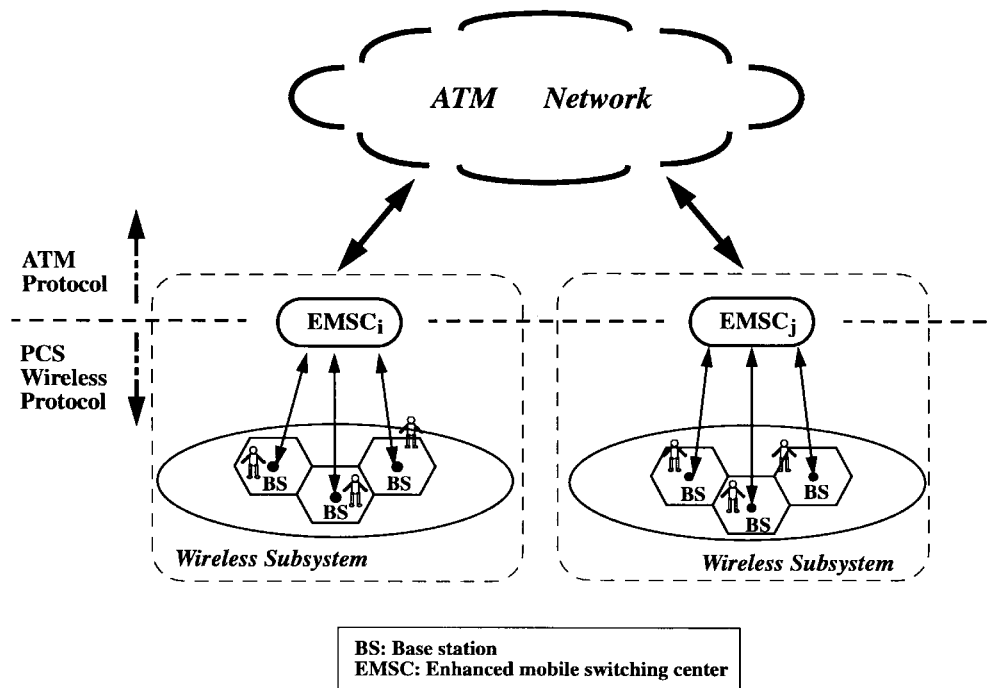 ATM Network
ATM
Protocol
PCS
Wireless
Protocol
EMSCi
EMSCj
BS
BS
BS
BS
BS
BS
Wireless Subsystem
Wireless Subsystem
BS: Base station
EMSC: Enhanced mobile switching center